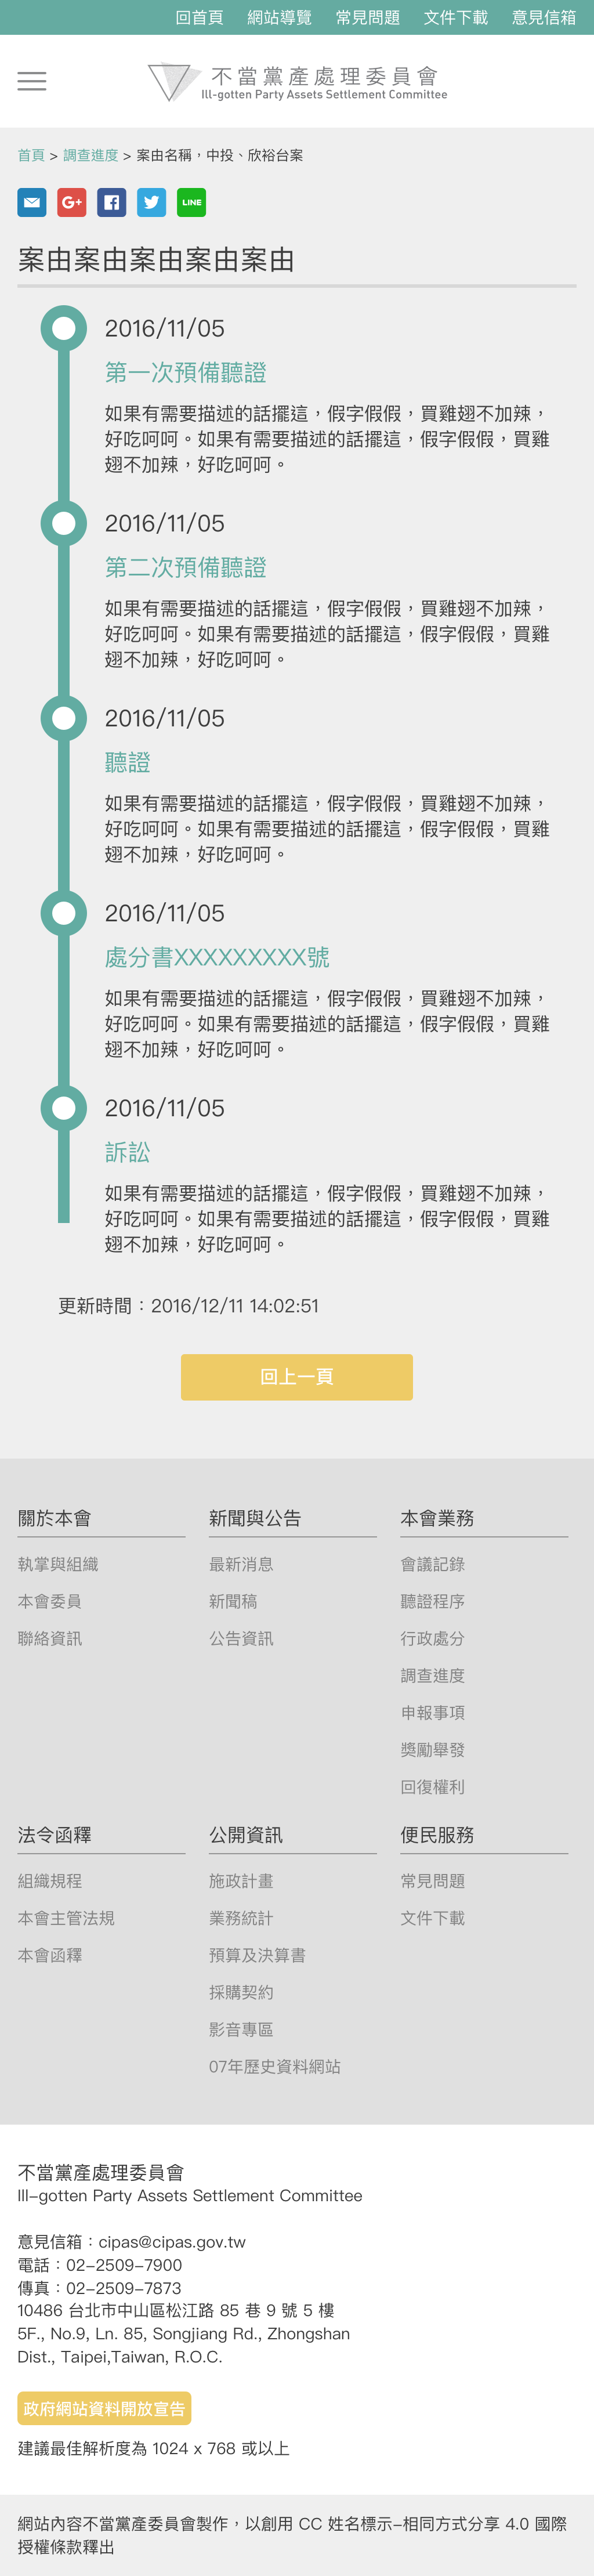 回首頁 網站導覽 常見問題 文件下載 意見信箱
不當黨產處理委員會
Ill-gotten Party Assets Settlement Committee
首頁 > 調查進度 > 案由名稱，中投、欣裕台案
G+
LINE
案由案由案由案由案由
2016/11/05
第一次預備聽證
如果有需要描述的話擺這，假字假假，買雞翅不加辣，
好吃呵呵。如果有需要描述的話擺這，假字假假，買雞
翅不加辣，好吃呵呵。
2016/11/05
第二次預備聽證
如果有需要描述的話擺這，假字假假，買雞翅不加辣，
好吃呵呵。如果有需要描述的話擺這，假字假假，買雞
翅不加辣，好吃呵呵。
2016/11/05
聽證
如果有需要描述的話擺這，假字假假，買雞翅不加辣，
好吃呵呵。如果有需要描述的話擺這，假字假假，買雞
翅不加辣，好吃呵呵。
2016/11/05
處分書XXXXXXXXX號
如果有需要描述的話擺這，假字假假，買雞翅不加辣，
好吃呵呵。如果有需要描述的話擺這，假字假假，買雞
翅不加辣，好吃呵呵。
2016/11/05
訴訟
如果有需要描述的話擺這，假字假假，買雞翅不加辣，
好吃呵呵。如果有需要描述的話擺這，假字假假，買雞
翅不加辣，好吃呵呵。
更新時間：2016/12/11 14:02:51
回上一頁
關於本會
執掌與組織
本會委員
聯絡資訊
新聞與公告
最新消息
新聞稿
公告資訊
本會業務
會議記錄
聽證程序
行政處分
調查進度
申報事項
獎勵舉發
回復權利
法令函釋
組織規程
本會主管法規
本會函釋
公開資訊
施政計畫
業務統計
預算及決算書
採購契約
影音專區
07年歷史資料網站
便民服務
常見問題
文件下載
不當黨產處理委員會
Ill-gotten Party Assets Settlement Committee
意見信箱：cipas@cipas.gov.tw
電話：02-2509-7900
傳真：02-2509-7873
10486 台北市中山區松江路 85 巷 9 號 5 樓
5F., No.9, Ln. 85, Songjiang Rd., Zhongshan
Dist., Taipei,Taiwan, R.O.C.
政府網站資料開放宣告
建議最佳解析度為 1024 x 768 或以上
網站內容不當黨產委員會製作，以創用 CC 姓名標示-相同方式分享 4.0 國際
授權條款釋出